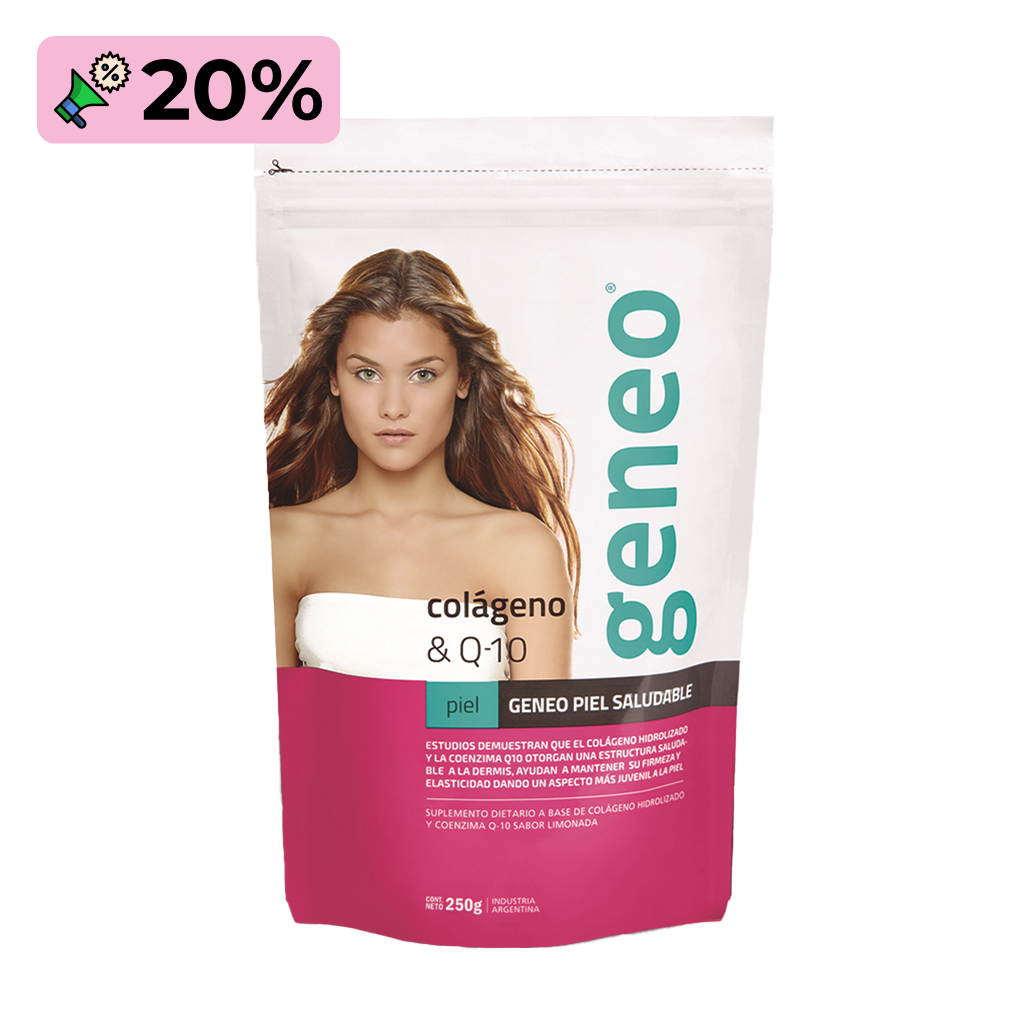 20%
geneo®
colágeno
& Q-10
piel
GENEO PIEL SALUDABLE
ESTUDIOS DEMUESTRAN QUE EL COLÁGENO HIDROLIZADO
Y LA COENZIMA Q10 OTORGAN UNA ESTRUCTURA SALUDA-
BLE A LA DERMIS, AYUDAN A MANTENER SU FIRMEZA Y
ELASTICIDAD DANDO UN ASPECTO MÁS JUVENIL A LA PIEL
SUPLEMENTO DIETARIO A BASE DE COLÁGENO HIDROLIZADO
Y COENZIMA Q-10 SABOR LIMONADA
CONT. NETO 250g
INDUSTRIA
ARGENTINA